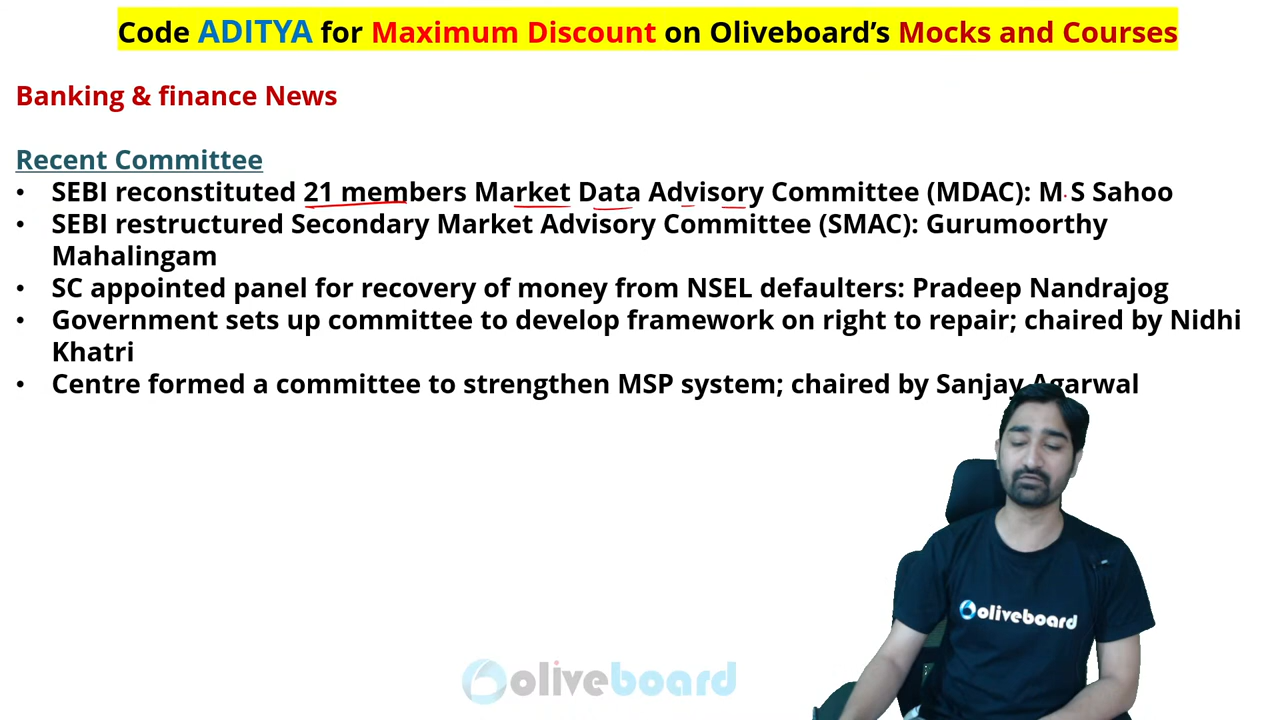 Code ADITYA for Maximum Discount on Oliveboard’s Mocks and Courses
Banking & finance News
Recent Committee
• SEBI reconstituted 21 members Market Data Advisory Committee (MDAC): M S Sahoo
• SEBI restructured Secondary Market Advisory Committee (SMAC): Gurumoorthy
Mahalingam
• SC appointed panel for recovery of money from NSEL defaulters: Pradeep Nandrajog
• Government sets up committee to develop framework on right to repair; chaired by Nidhi
Khatri
• Centre formed a committee to strengthen MSP system; chaired by Sanjay Agarwal
oliveboard
oliveboard